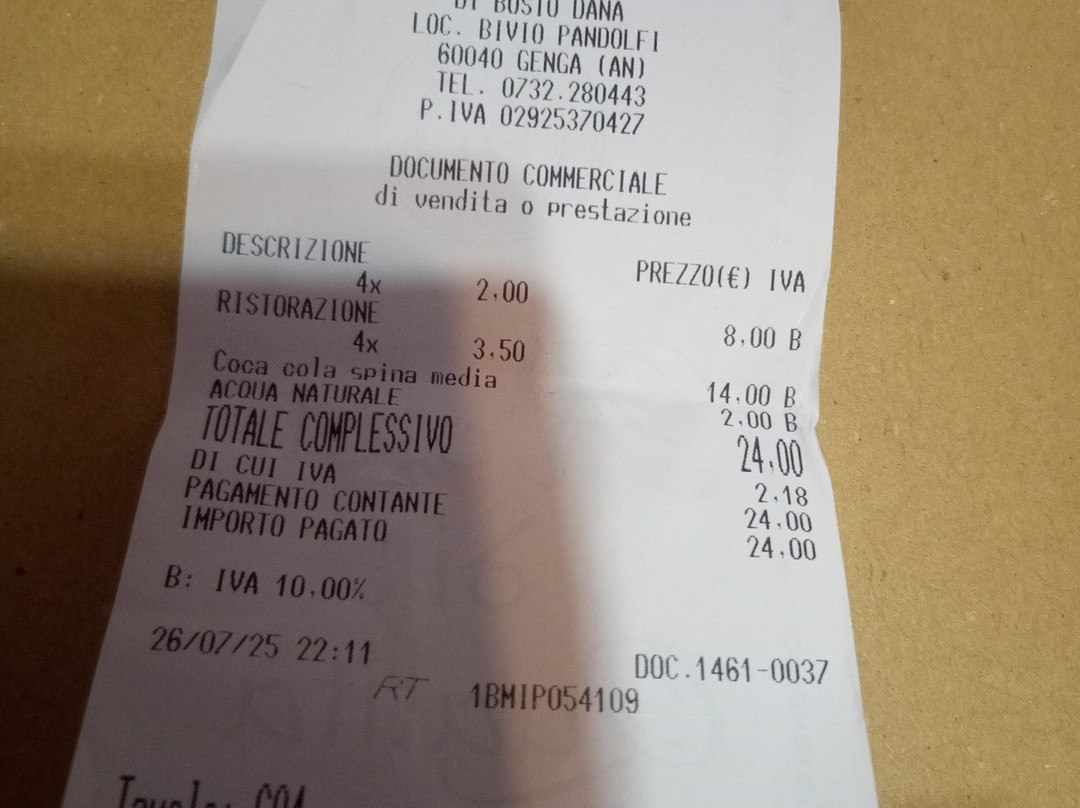 DI BUSIO DANA
LOC. BIVIO PANDOLFI
60040 GENGA (AN)
TEL. 0732.280443
P.IVA 02925370427
DOCUMENTO COMMERCIALE
di vendita o prestazione
DESCRIZIONE PREZZO(€) IVA
4x 2,00
RISTORAZIONE 8,00 B
4x 3,50
Coca cola spina media 14,00 B
ACQUA NATURALE 2,00 B
TOTALE COMPLESSIVO 24,00
DI CUI IVA 2,18
PAGAMENTO CONTANTE 24,00
IMPORTO PAGATO 24,00
B: IVA 10,00%
26/07/25 22:11 DOC.1461-0037
RT 1BMIP054109